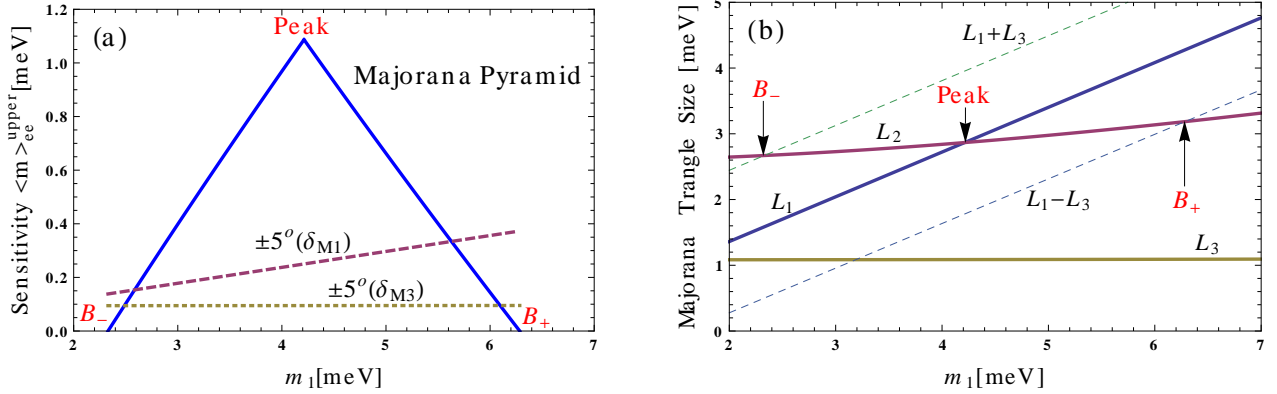 (a)
Peak
Majorana Pyramid
±5°(δM1)
±5°(δM3)
B−
B+
Sensitivity <m>ee^upper [meV]
0.0
0.2
0.4
0.6
0.8
1.0
1.2
2
3
4
5
6
7
m1[meV]
(b)
L1+L3
B−
Peak
L2
L1
L1−L3
B+
L3
Majorana Trangle Size [meV]
0
1
2
3
4
5
2
3
4
5
6
7
m1[meV]